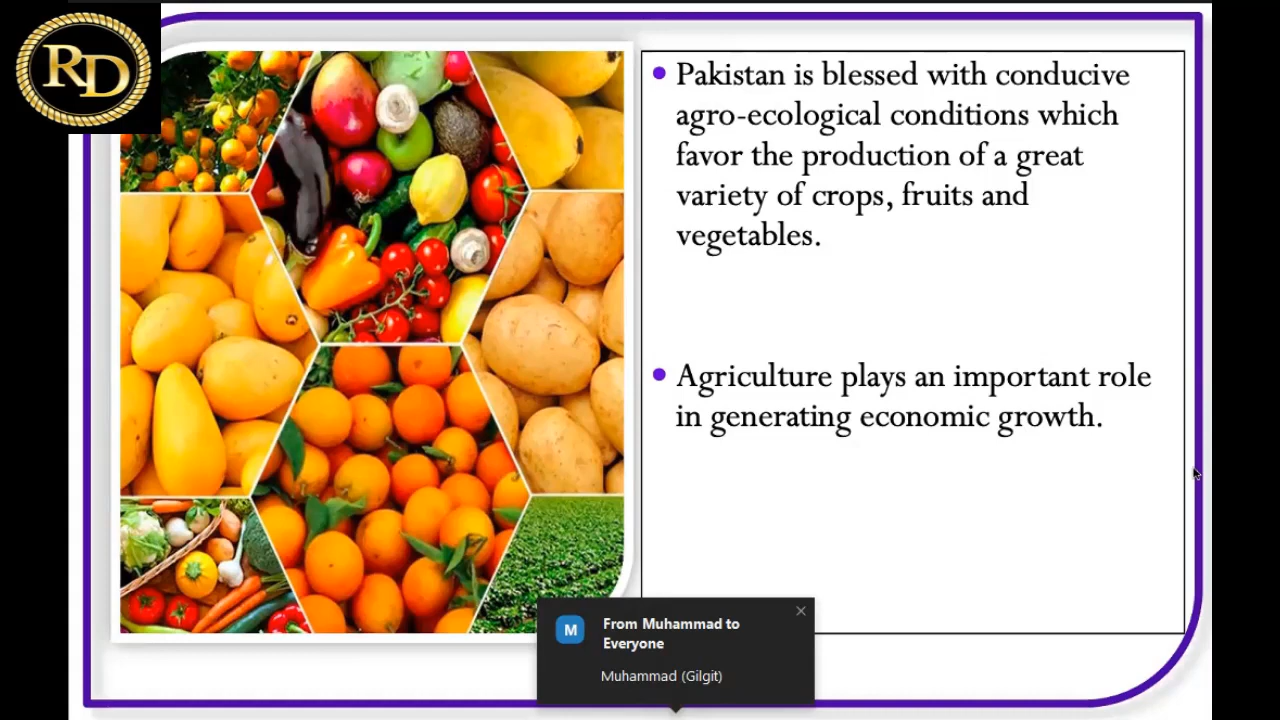 RD
Pakistan is blessed with conducive
agro-ecological conditions which
favor the production of a great
variety of crops, fruits and
vegetables.
Agriculture plays an important role
in generating economic growth.
M
From Muhammad to
Everyone
Muhammad (Gilgit)